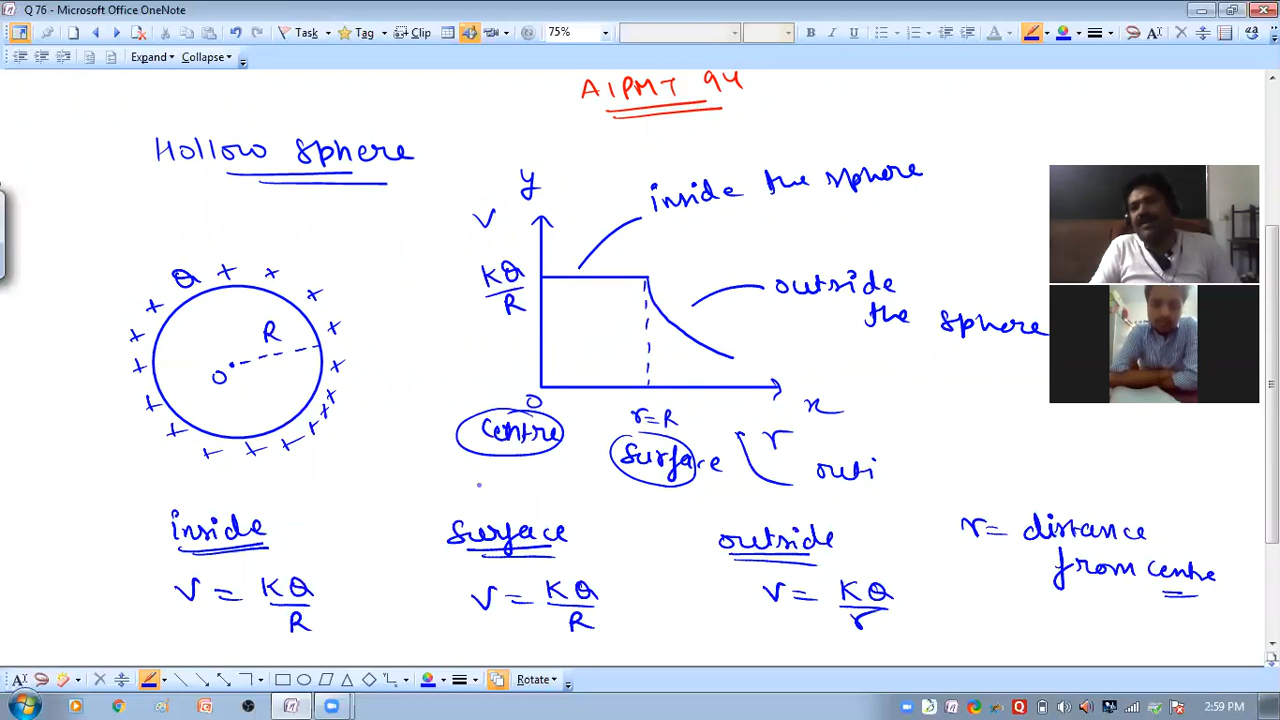 Q 76 - Microsoft OneNote
Task
Tag
Clip
75%
Expand
Collapse
AIPMT 94
Hollow sphere
y
V
KQ/R
inside the sphere
outside
the sphere
Q
R
O
O
x
r=R
r
Centre
Surface
outi
inside
surface
outside
r = distance
from centre
V = KQ/R
V = KQ/R
V = KQ/r
Rotate
2:59 PM